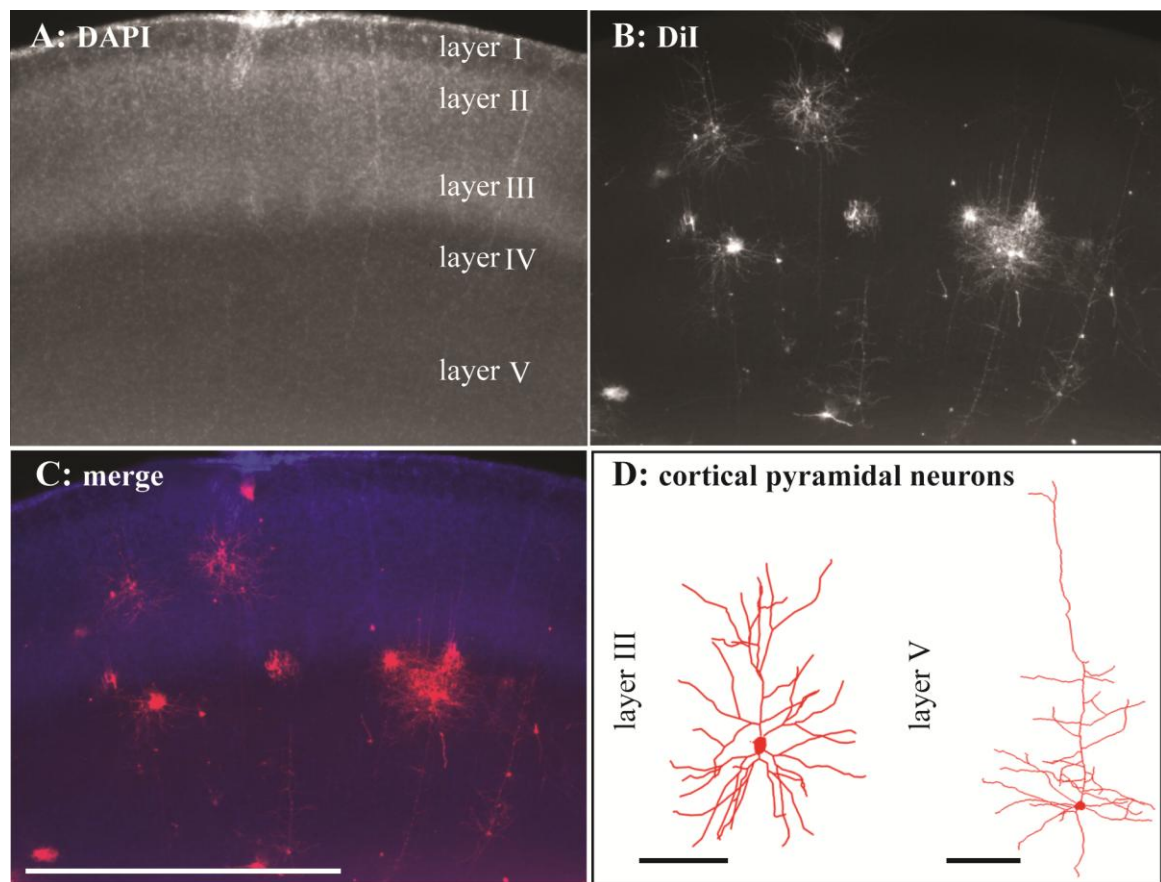 A: DAPI
layer I
layer II
layer III
layer IV
layer V
B: DiI
C: merge
D: cortical pyramidal neurons
layer III
layer V